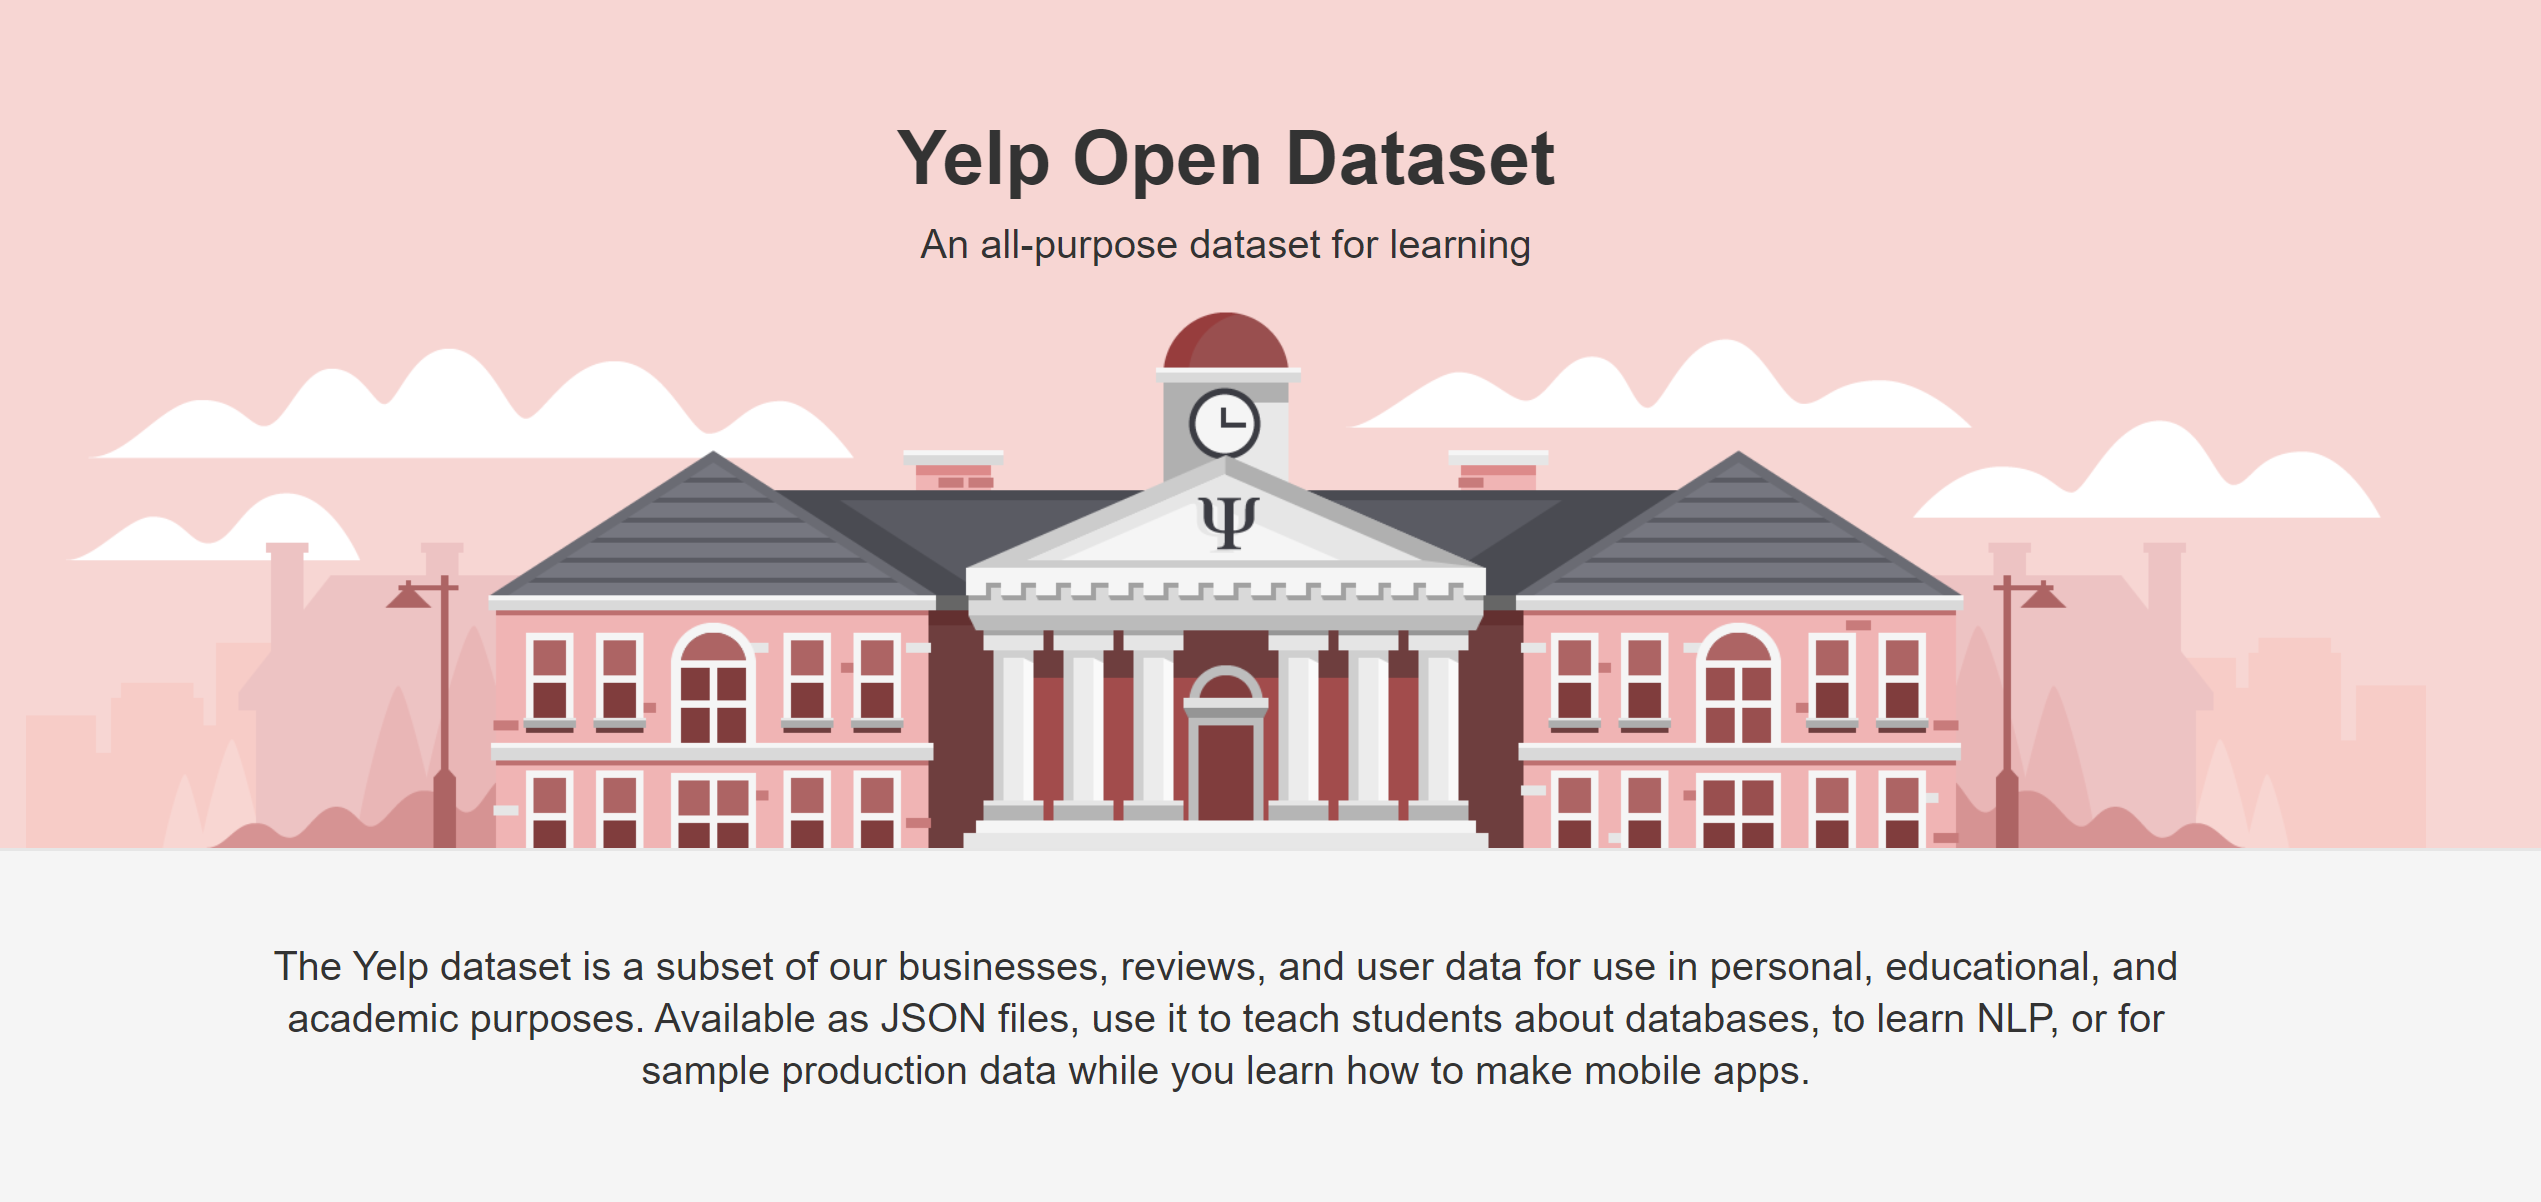 Yelp Open Dataset
An all-purpose dataset for learning
Ψ
The Yelp dataset is a subset of our businesses, reviews, and user data for use in personal, educational, and
academic purposes. Available as JSON files, use it to teach students about databases, to learn NLP, or for
sample production data while you learn how to make mobile apps.